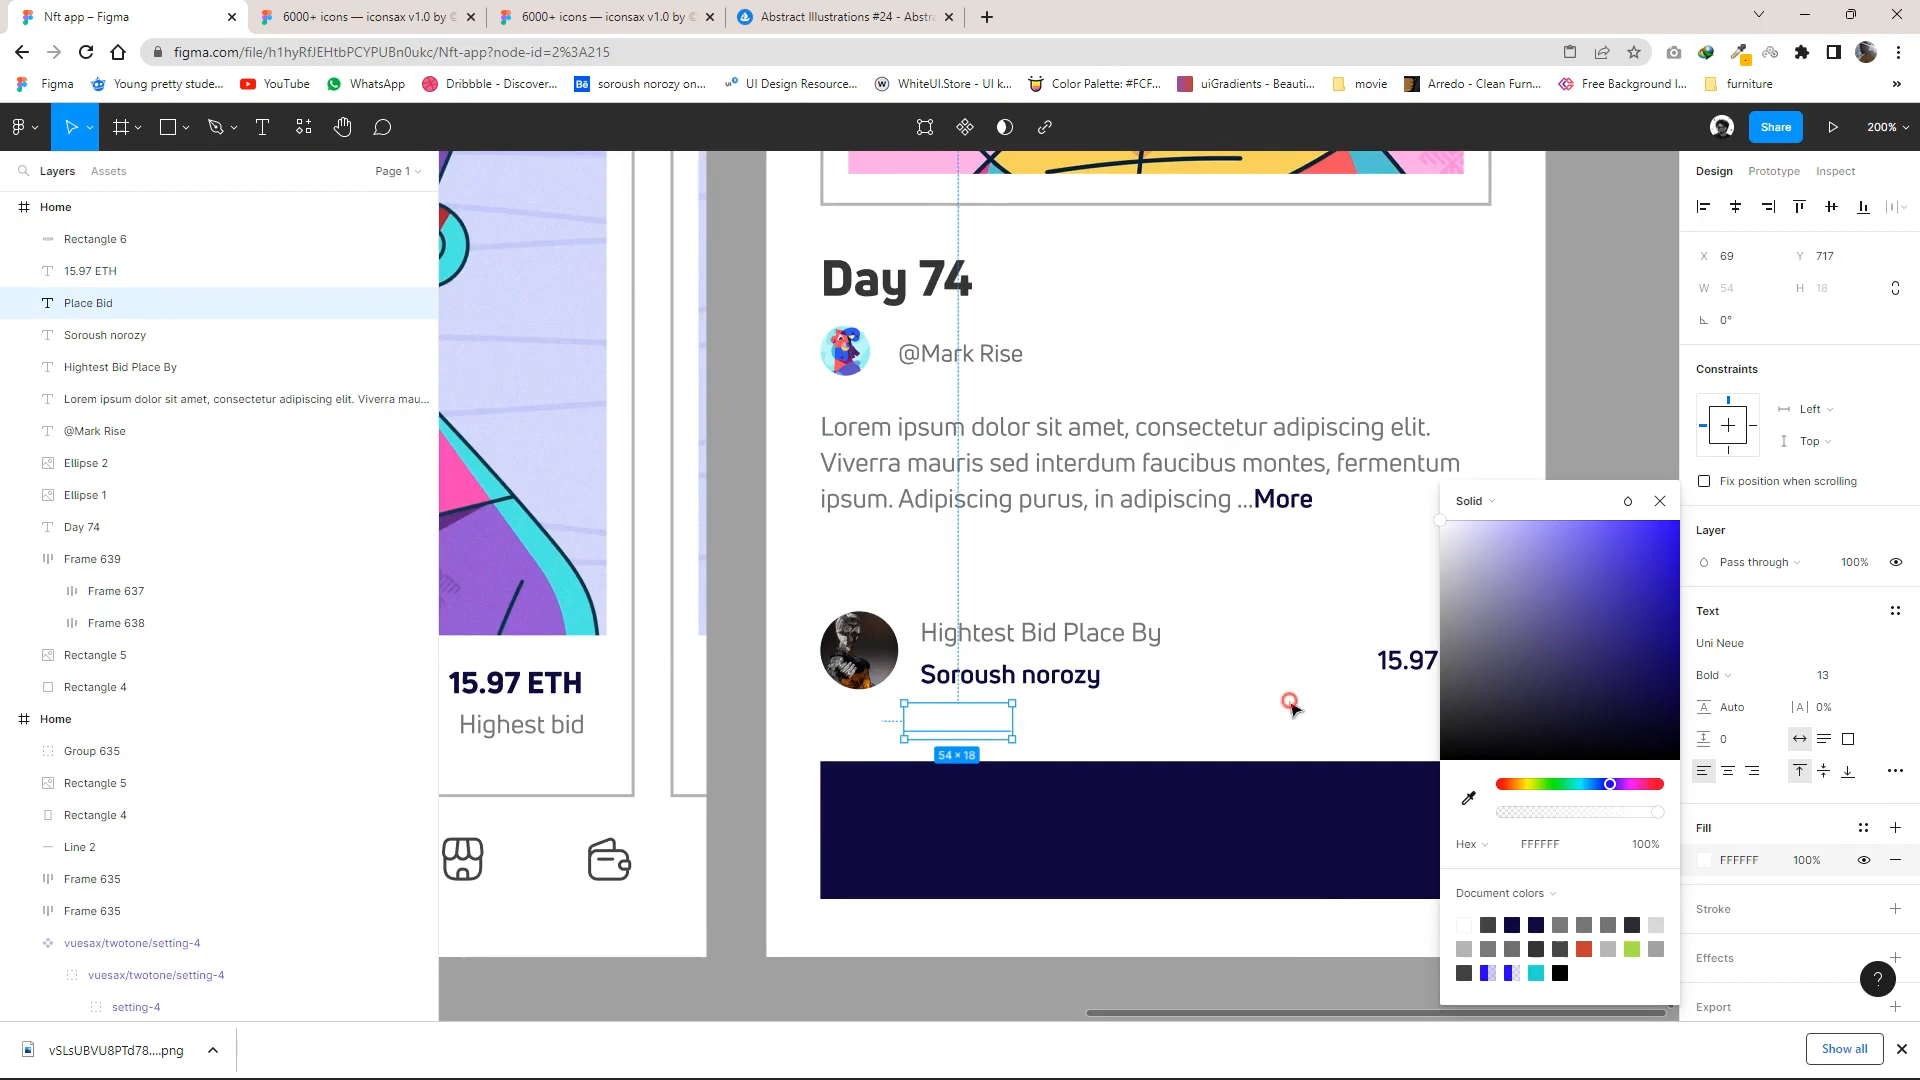 Nft app – Figma
6000+ icons — iconsax v1.0 by ©
6000+ icons — iconsax v1.0 by ©
Abstract Illustrations #24 - Abstra
figma.com/file/h1hyRfJEHtbPCYPUBn0ukc/Nft-app?node-id=2%3A215
Figma
Young pretty stude...
YouTube
WhatsApp
Dribbble - Discover...
soroush norozy on...
UI Design Resource...
WhiteUI.Store - UI k...
Color Palette: #FCF...
uiGradients - Beauti...
movie
Arredo - Clean Furn...
Free Background I...
furniture
»
Share
200%
Layers
Assets
Page 1
Home
Rectangle 6
15.97 ETH
Place Bid
Soroush norozy
Hightest Bid Place By
Lorem ipsum dolor sit amet, consectetur adipiscing elit. Viverra mau...
@Mark Rise
Ellipse 2
Ellipse 1
Day 74
Frame 639
Frame 637
Frame 638
Rectangle 5
Rectangle 4
Home
Group 635
Rectangle 5
Rectangle 4
Line 2
Frame 635
Frame 635
vuesax/twotone/setting-4
vuesax/twotone/setting-4
setting-4
15.97 ETH
Highest bid
Day 74
@Mark Rise
Lorem ipsum dolor sit amet, consectetur adipiscing elit.
Viverra mauris sed interdum faucibus montes, fermentum
ipsum. Adipiscing purus, in adipiscing ...More
Hightest Bid Place By
Soroush norozy
15.97
54 × 18
Solid
Hex
FFFFFF
100%
Document colors
Design
Prototype
Inspect
X 69
Y 717
W 54
H 18
0°
Constraints
Left
Top
Fix position when scrolling
Layer
Pass through
100%
Text
Uni Neue
Bold
13
Auto
0%
0
Fill
FFFFFF
100%
Stroke
Effects
Export
?
vSLsUBVU8PTd78....png
Show all